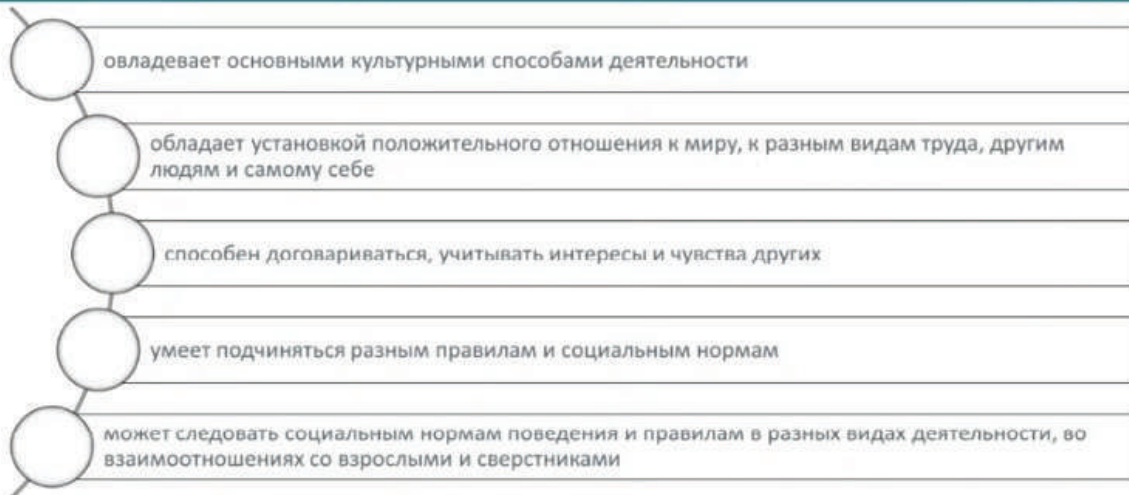 овладевает основными культурными способами деятельности
обладает установкой положительного отношения к миру, к разным видам труда, другим
людям и самому себе
способен договариваться, учитывать интересы и чувства других
умеет подчиняться разным правилам и социальным нормам
может следовать социальным нормам поведения и правилам в разных видах деятельности, во
взаимоотношениях со взрослыми и сверстниками